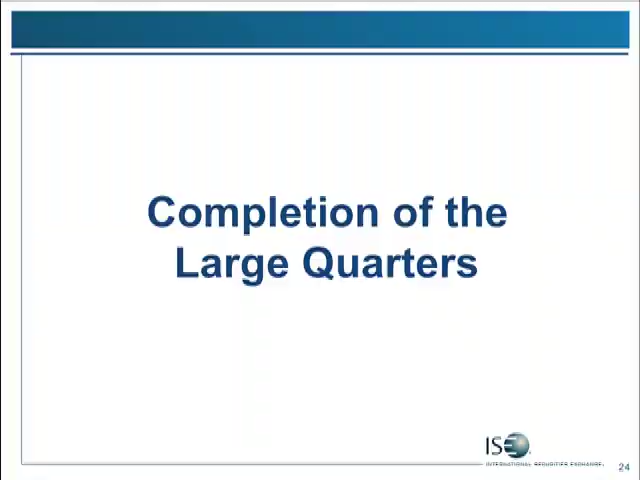 Completion of the
Large Quarters
ISE
INTERNATIONAL SECURITIES EXCHANGE.
24